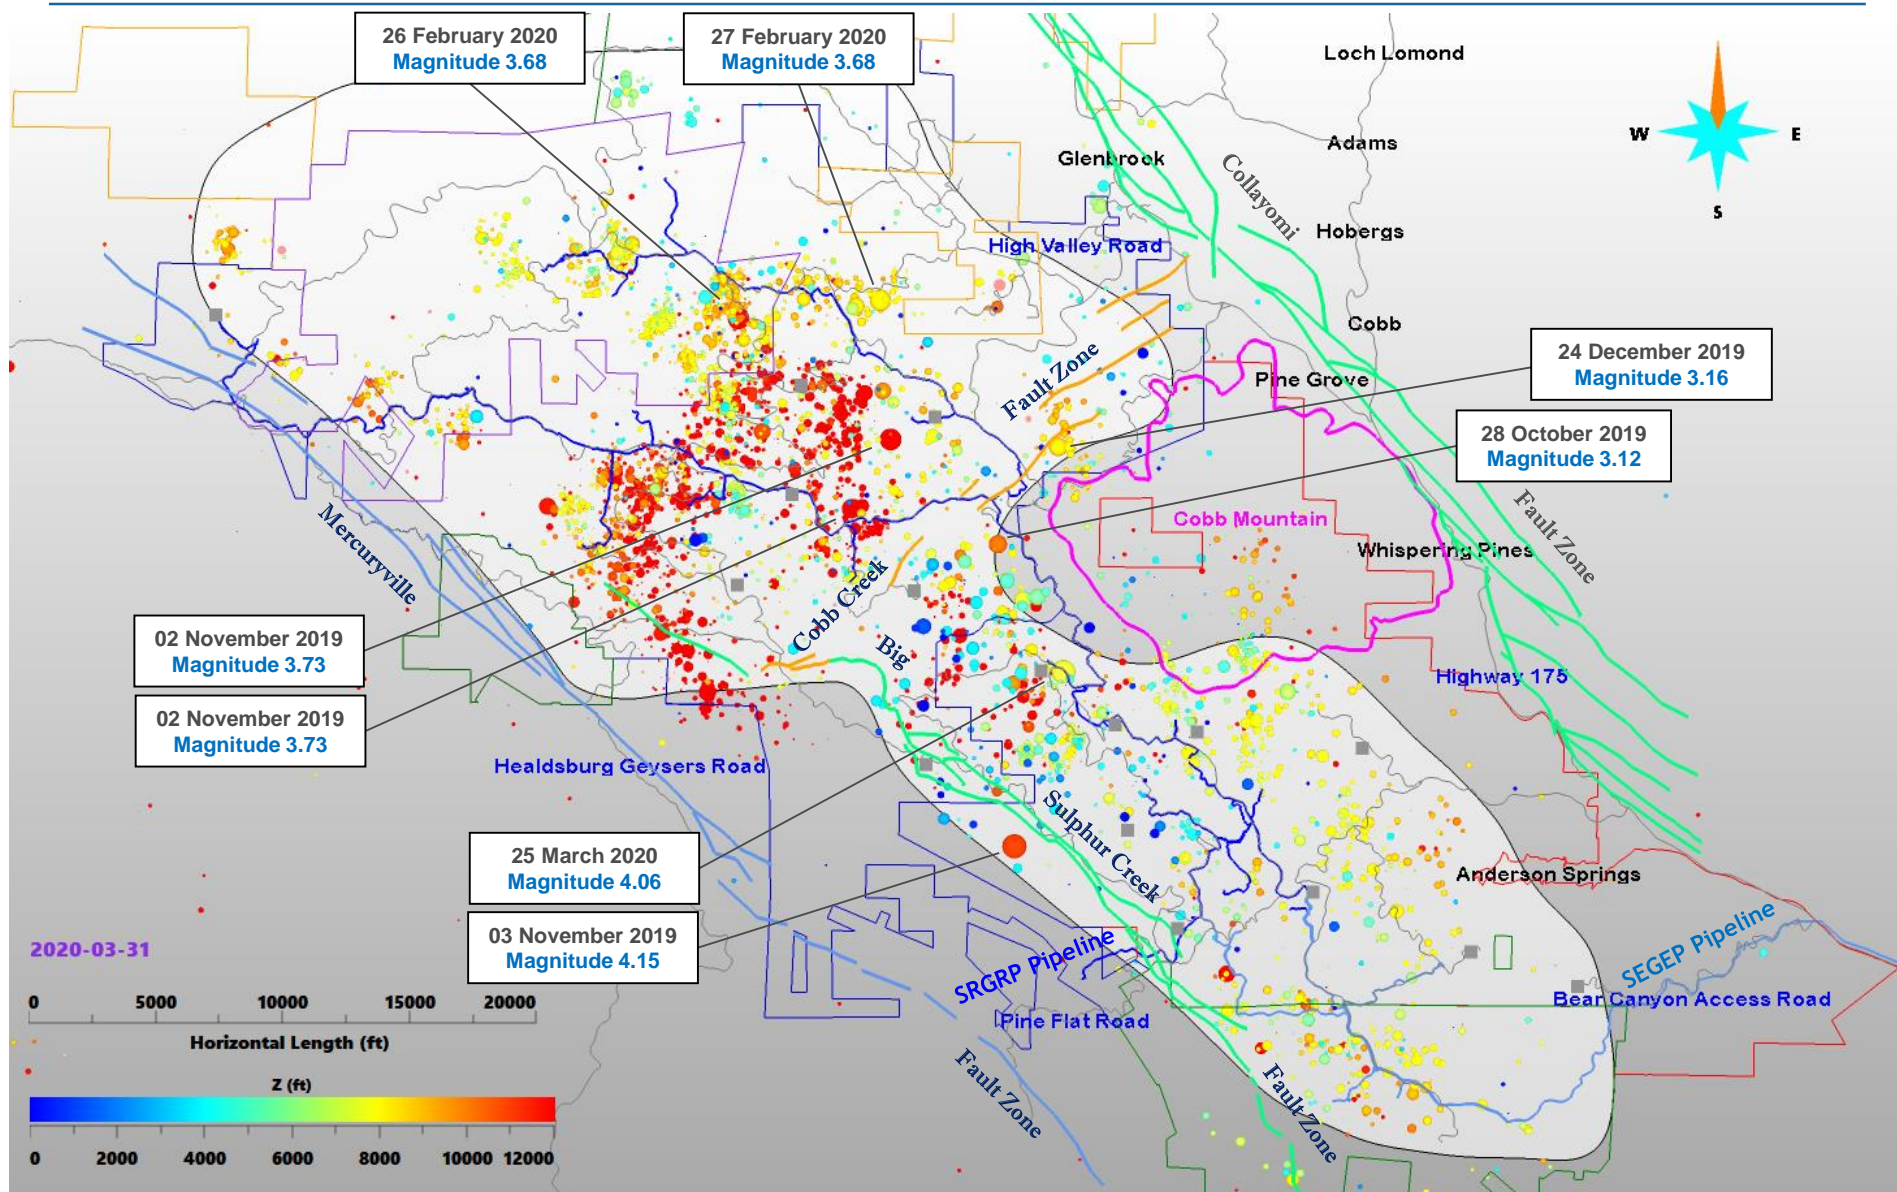 26 February 2020
Magnitude 3.68
27 February 2020
Magnitude 3.68
Loch Lomond
W
E
S
Adams
Glenbrook
Collayomi
Hobergs
High Valley Road
Cobb
24 December 2019
Magnitude 3.16
Fault Zone
Pine Grove
28 October 2019
Magnitude 3.12
Mercuryville
Cobb Mountain
Fault Zone
Whispering Pines
Cobb Creek
02 November 2019
Magnitude 3.73
Big
Highway 175
02 November 2019
Magnitude 3.73
Healdsburg Geysers Road
Sulphur Creek
25 March 2020
Magnitude 4.06
Anderson Springs
03 November 2019
Magnitude 4.15
2020-03-31
SRGRP Pipeline
SEGEP Pipeline
Bear Canyon Access Road
Pine Flat Road
0 5000 10000 15000 20000
Horizontal Length (ft)
Fault Zone
Fault Zone
Z (ft)
0 2000 4000 6000 8000 10000 12000